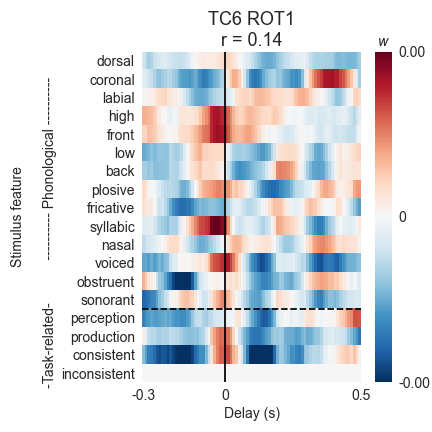 TC6 ROT1
r = 0.14
w
dorsal
coronal
labial
high
front
low
back
plosive
fricative
syllabic
nasal
voiced
obstruent
sonorant
perception
production
consistent
inconsistent
Stimulus feature
---------- Phonological ----------
-Task-related-
0.00
0
-0.00
-0.3
0
0.5
Delay (s)